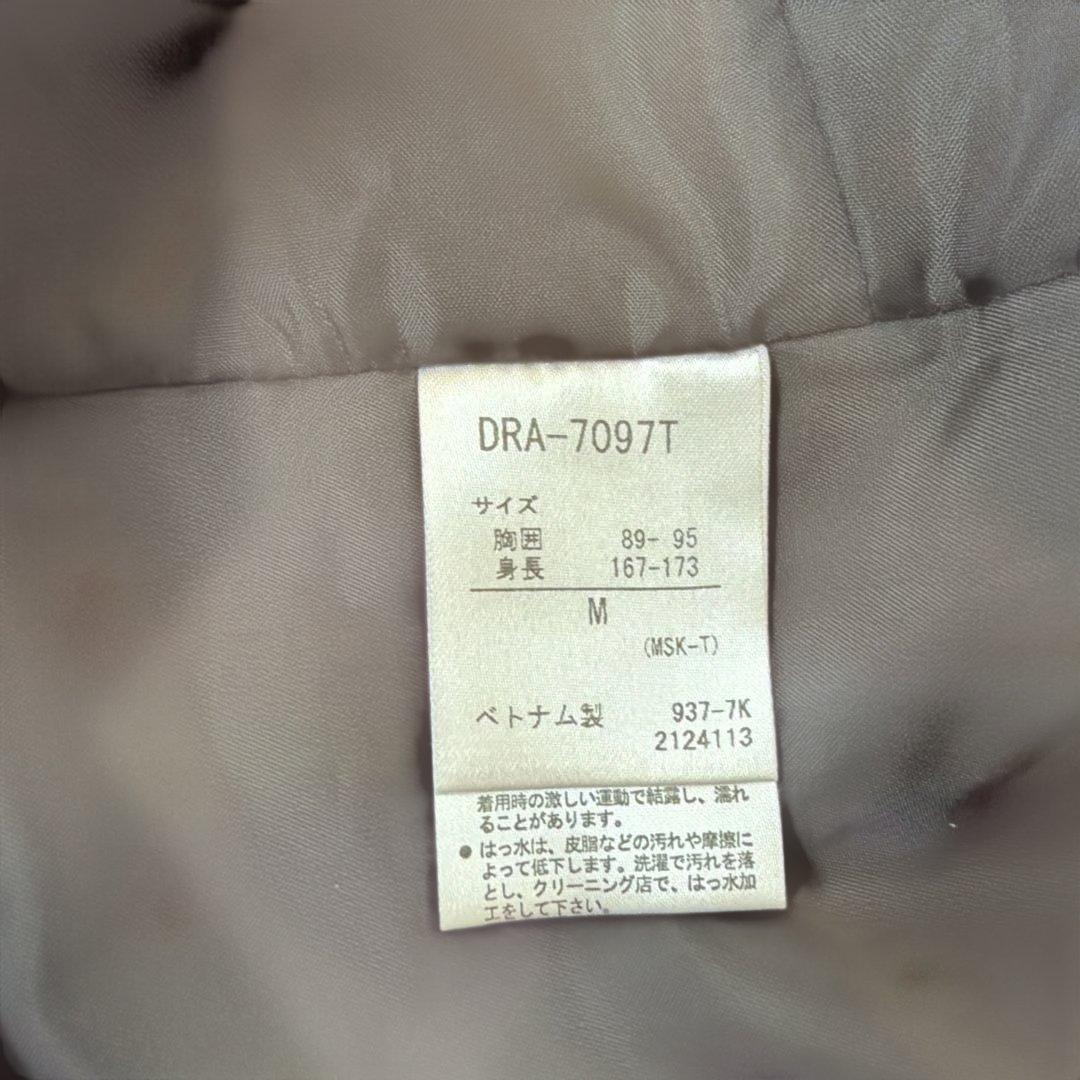 DRA-7097T
サイズ
胸囲 89- 95
身長 167-173
M
(MSK-T)
ベトナム製 937-7K
2124113
着用時の激しい運動で結露し、濡れ
ることがあります。
● はっ水は、皮脂などの汚れや摩擦に
よって低下します。洗濯で汚れを落
とし、クリーニング店で、はっ水加
工をして下さい。